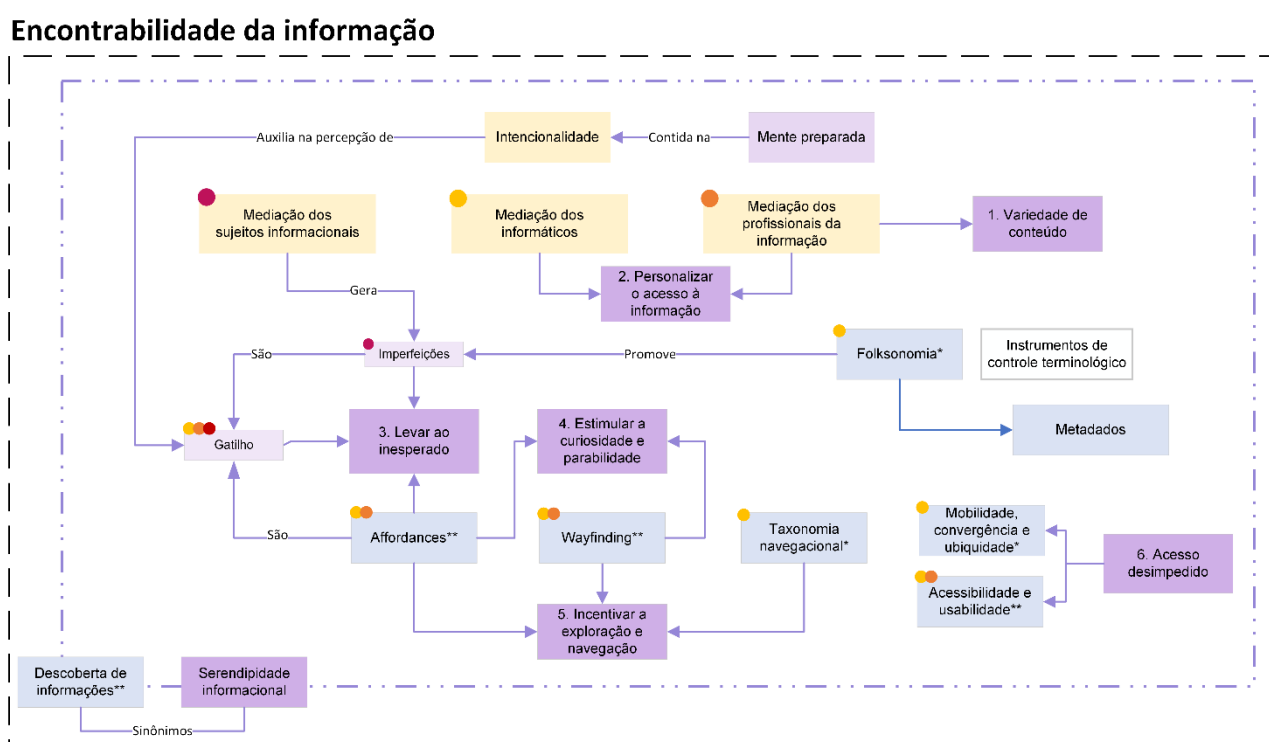 Encontrabilidade da informação
Auxilia na percepção de
Intencionalidade
Contida na
Mente preparada
Mediação dos
sujeitos informacionais
Mediação dos
informáticos
Mediação dos
profissionais da
informação
1. Variedade de
conteúdo
2. Personalizar
o acesso à
informação
Gera
São
Imperfeições
Promove
Folksonomia*
Instrumentos de
controle terminológico
Gatilho
3. Levar ao
inesperado
4. Estimular a
curiosidade e
parabilidade
Metadados
São
Affordances**
Wayfinding**
Taxonomia
navegacional*
Mobilidade,
convergência e
ubiquidade*
6. Acesso
desimpedido
Acessibilidade e
usabilidade**
5. Incentivar a
exploração e
navegação
Descoberta de
informações**
Serendipidade
informacional
Sinônimos